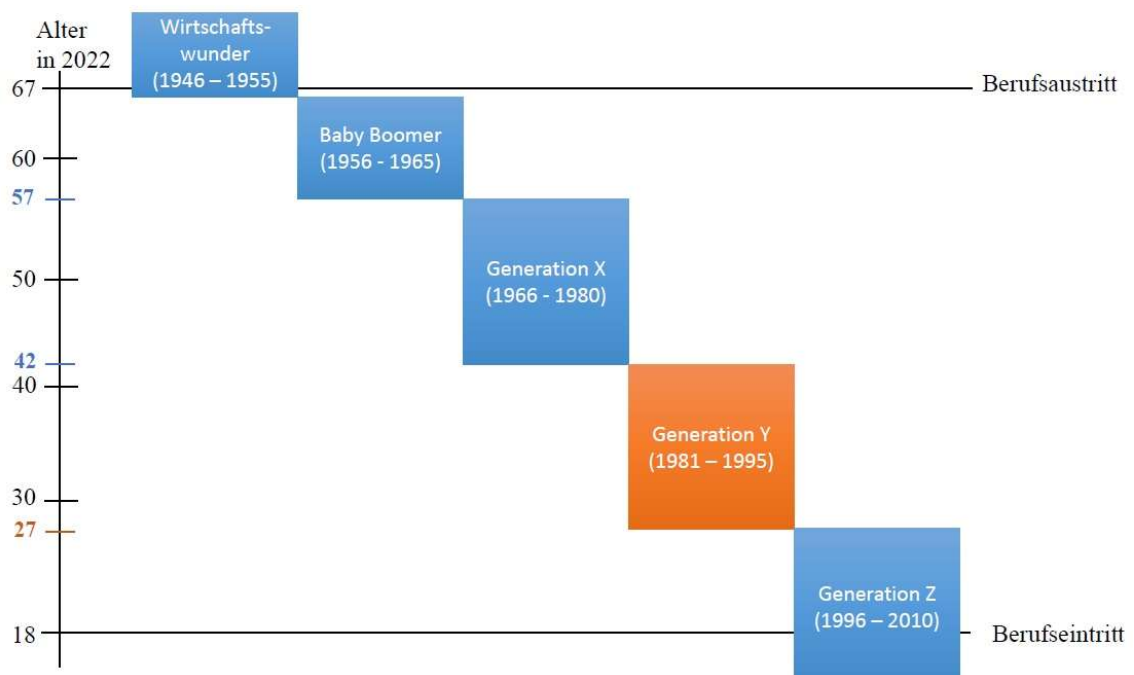 Alter
in 2022
Wirtschafts-
wunder
(1946 – 1955)
67
Berufsaustritt
Baby Boomer
(1956 - 1965)
60
57
Generation X
(1966 - 1980)
50
42
40
Generation Y
(1981 – 1995)
30
27
Generation Z
(1996 – 2010)
18
Berufseintritt